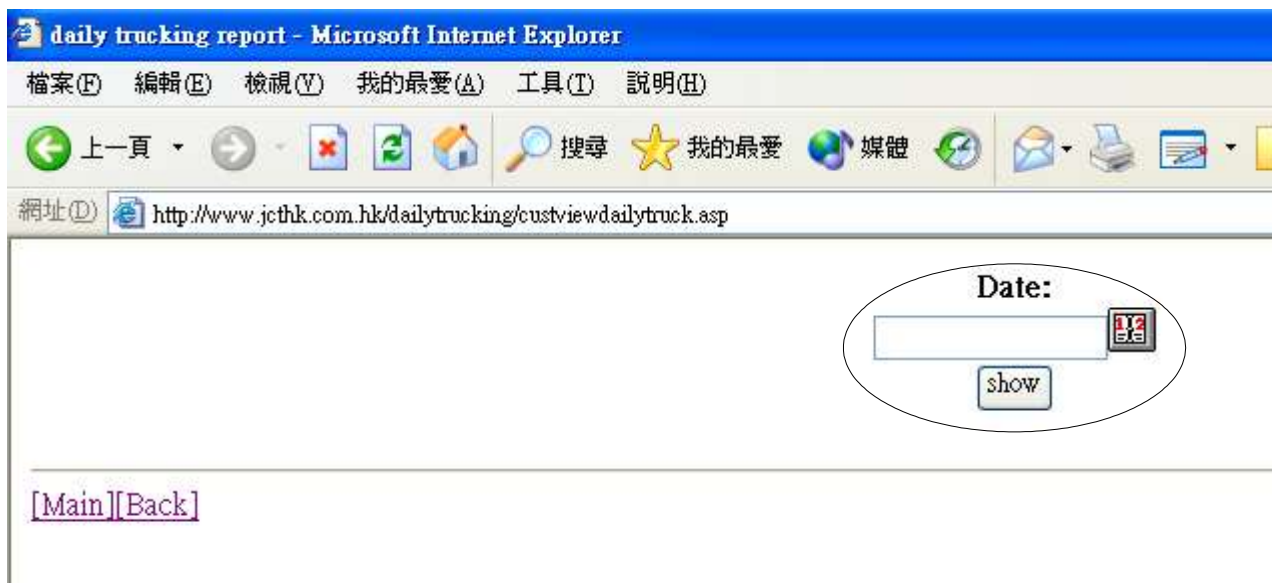 daily trucking report - Microsoft Internet Explorer
檔案(F) 編輯(E) 檢視(V) 我的最愛(A) 工具(T) 說明(H)
上一頁 搜尋 我的最愛 媒體
網址(D) http://www.jcthk.com.hk/dailytrucking/custviewdailytruck.asp
Date:
12
show
[Main][Back]